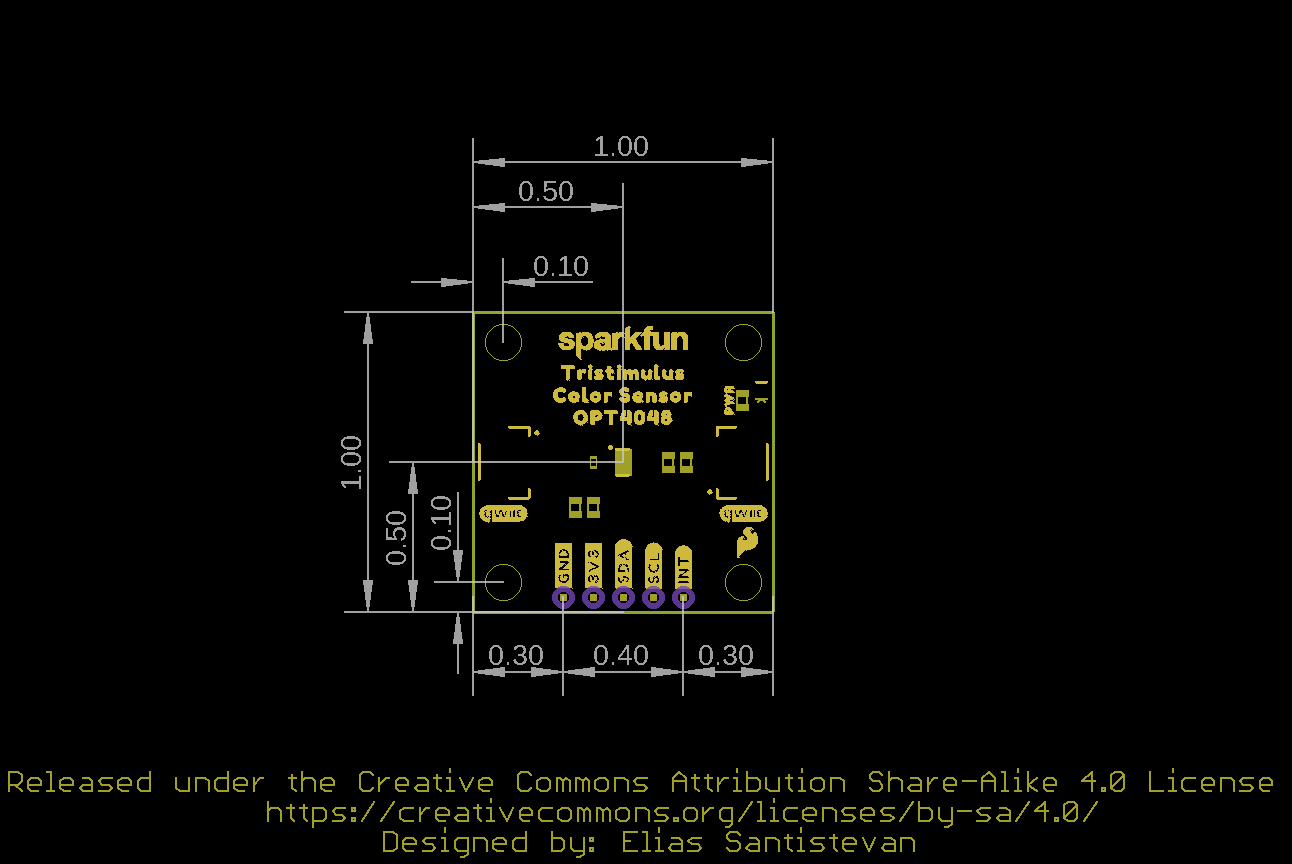 1.00
0.50
0.10
sparkfun
Tristimulus
Color Sensor
OPT4048
PWR
1.00
0.50
0.10
qwiic
qwiic
GND
3V3
SDA
SCL
INT
0.30
0.40
0.30
Released under the Creative Commons Attribution Share-Alike 4.0 License
https://creativecommons.org/licenses/by-sa/4.0/
Designed by: Elias Santistevan